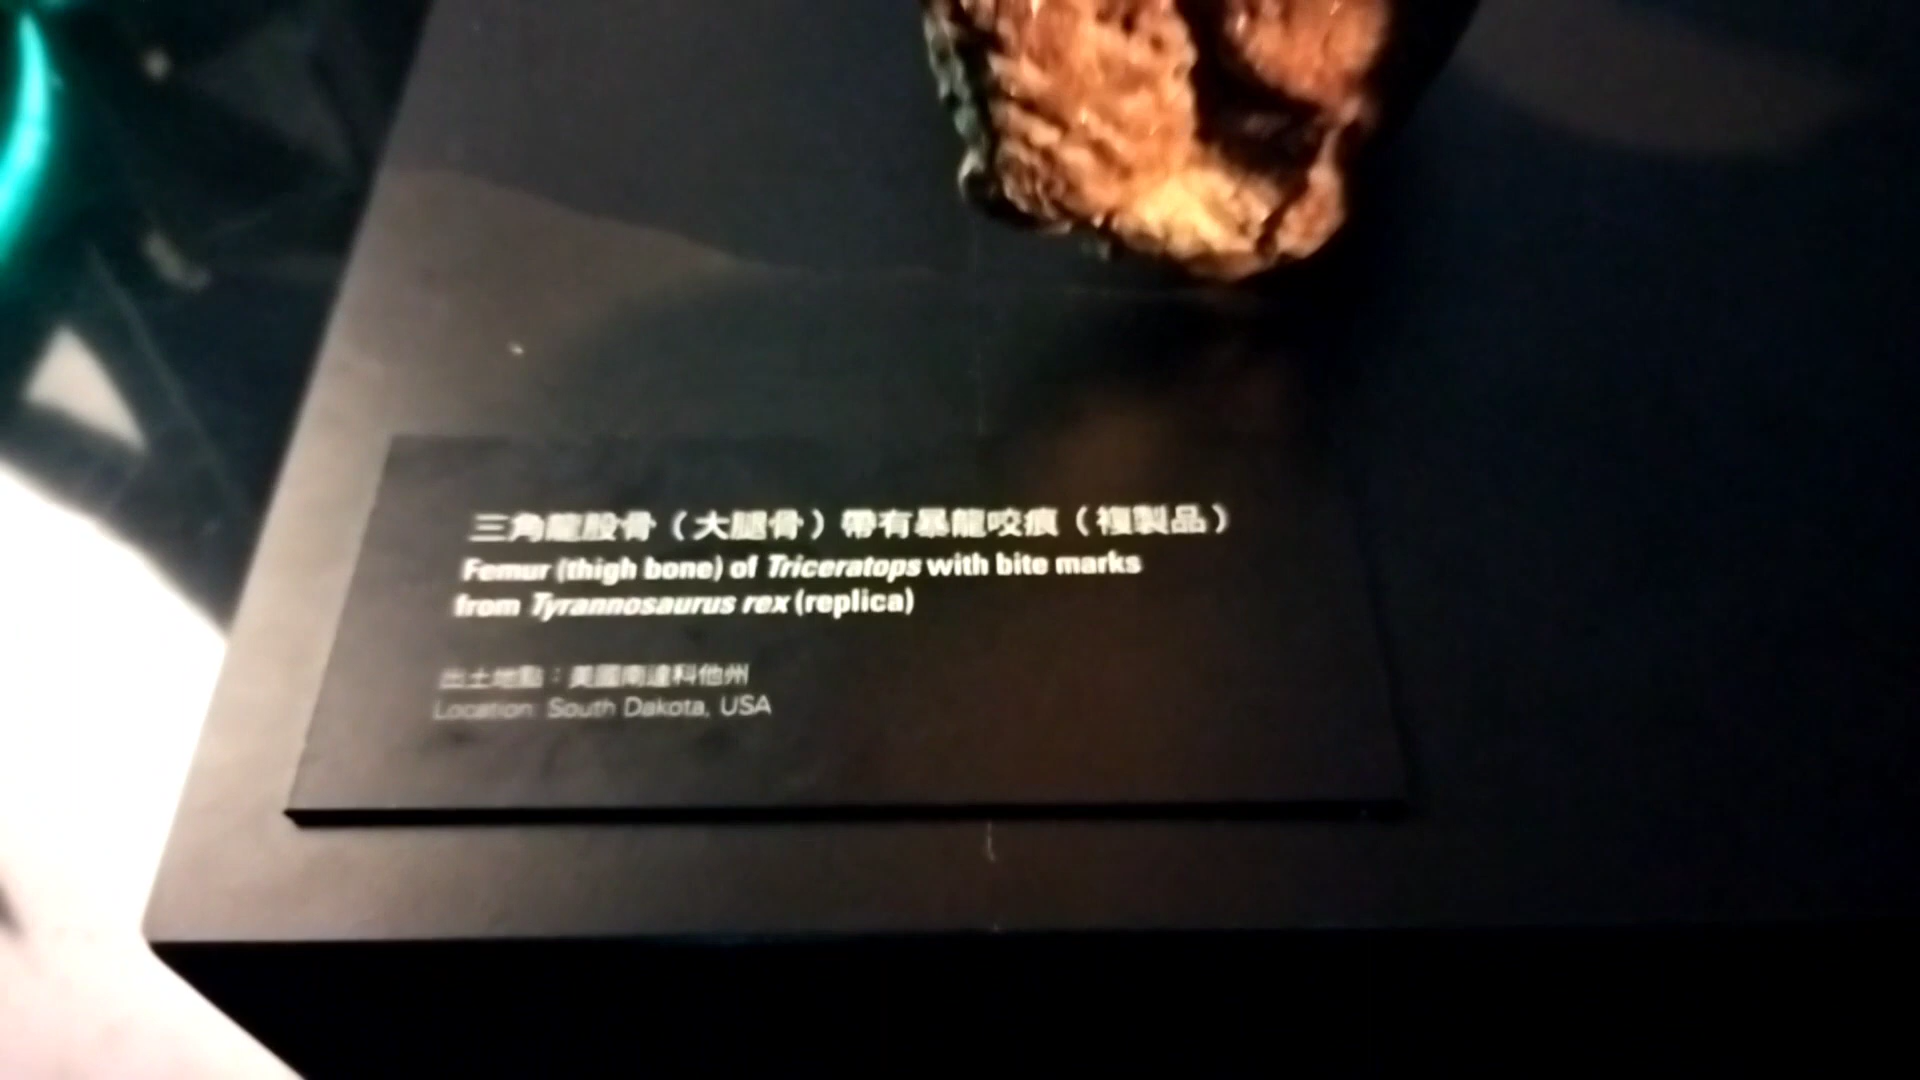 三角龍股骨（大腿骨）帶有暴龍咬痕（複製品）
Femur (thigh bone) of Triceratops with bite marks
from Tyrannosaurus rex (replica)
出土地點：美國南達科他州
Location: South Dakota, USA